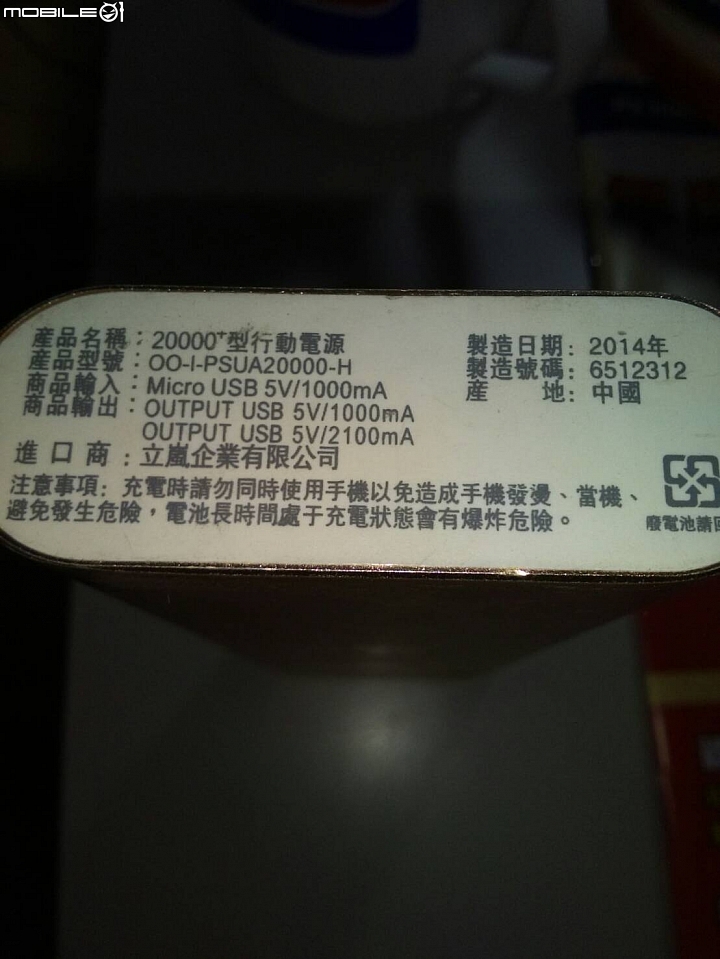 MOBILE01
產品名稱：20000⁺型行動電源
製造日期：2014年
產品型號：OO-I-PSUA20000-H
製造號碼：6512312
商品輸入：Micro USB 5V/1000mA
產　　地：中國
商品輸出：OUTPUT USB 5V/1000mA
OUTPUT USB 5V/2100mA
進口商：立嵐企業有限公司
注意事項：充電時請勿同時使用手機以免造成手機發燙、當機、
避免發生危險，電池長時間處于充電狀態會有爆炸危險。
廢電池請回